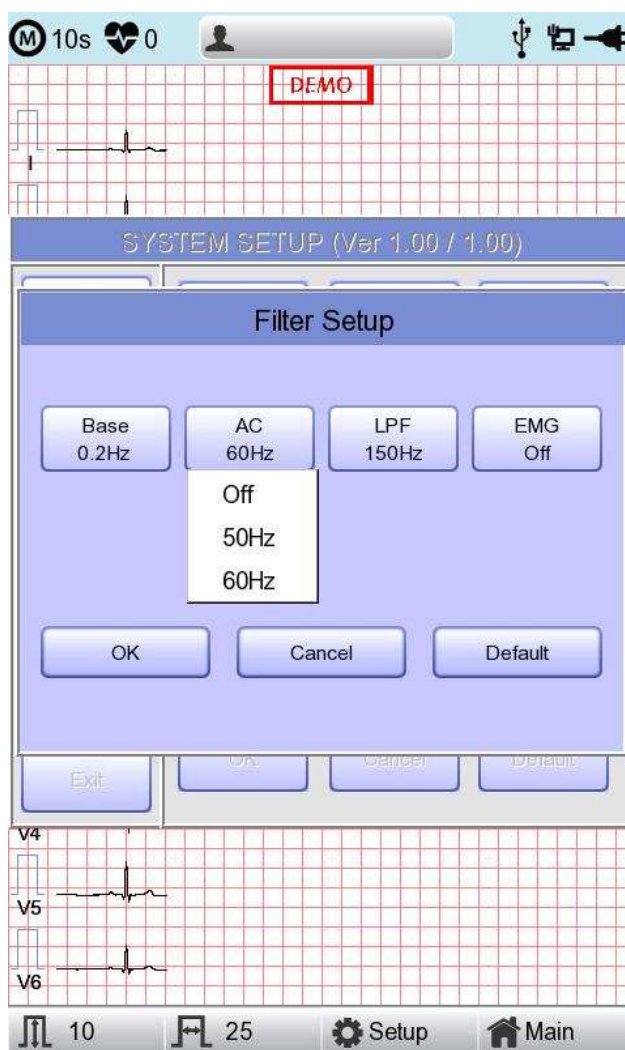 M 10s 0
DEMO
I
SYSTEM SETUP (Ver 1.00 / 1.00)
Filter Setup
Base
0.2Hz
AC
60Hz
LPF
150Hz
EMG
Off
Off
50Hz
60Hz
OK Cancel Default
Exit OK Cancel Default
V4
V5
V6
10 25 Setup Main